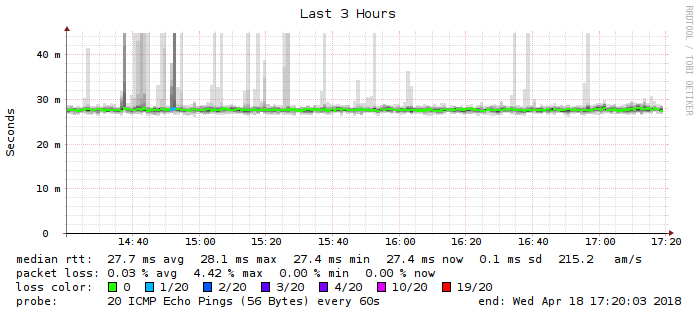 Last 3 Hours
RRDTOOL / TOBI OETIKER
Seconds
40 m
30 m
20 m
10 m
0
14:40 15:00 15:20 15:40 16:00 16:20 16:40 17:00 17:20
median rtt: 27.7 ms avg 28.1 ms max 27.4 ms min 27.4 ms now 0.1 ms sd 215.2 am/s
packet loss: 0.03 % avg 4.42 % max 0.00 % min 0.00 % now
loss color: 0 1/20 2/20 3/20 4/20 10/20 19/20
probe: 20 ICMP Echo Pings (56 Bytes) every 60s end: Wed Apr 18 17:20:03 2018